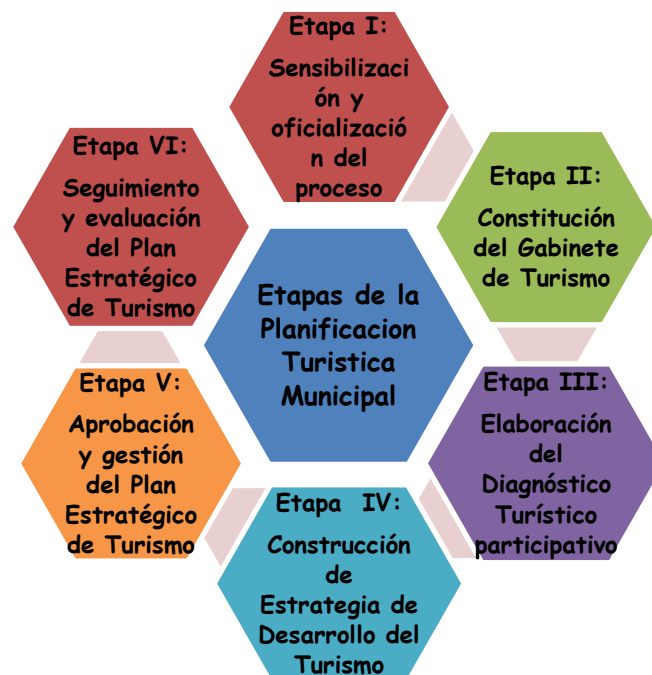 Etapa I:
Sensibilizaci
ón y
oficializació
n del
proceso
Etapa II:
Constitución
del Gabinete
de Turismo
Etapa III:
Elaboración
del
Diagnóstico
Turístico
participativo
Etapa IV:
Construcción
de
Estrategia de
Desarrollo del
Turismo
Etapa V:
Aprobación
y gestión
del Plan
Estratégico
de Turismo
Etapa VI:
Seguimiento
y evaluación
del Plan
Estratégico
de Turismo
Etapas de la
Planificacion
Turistica
Municipal